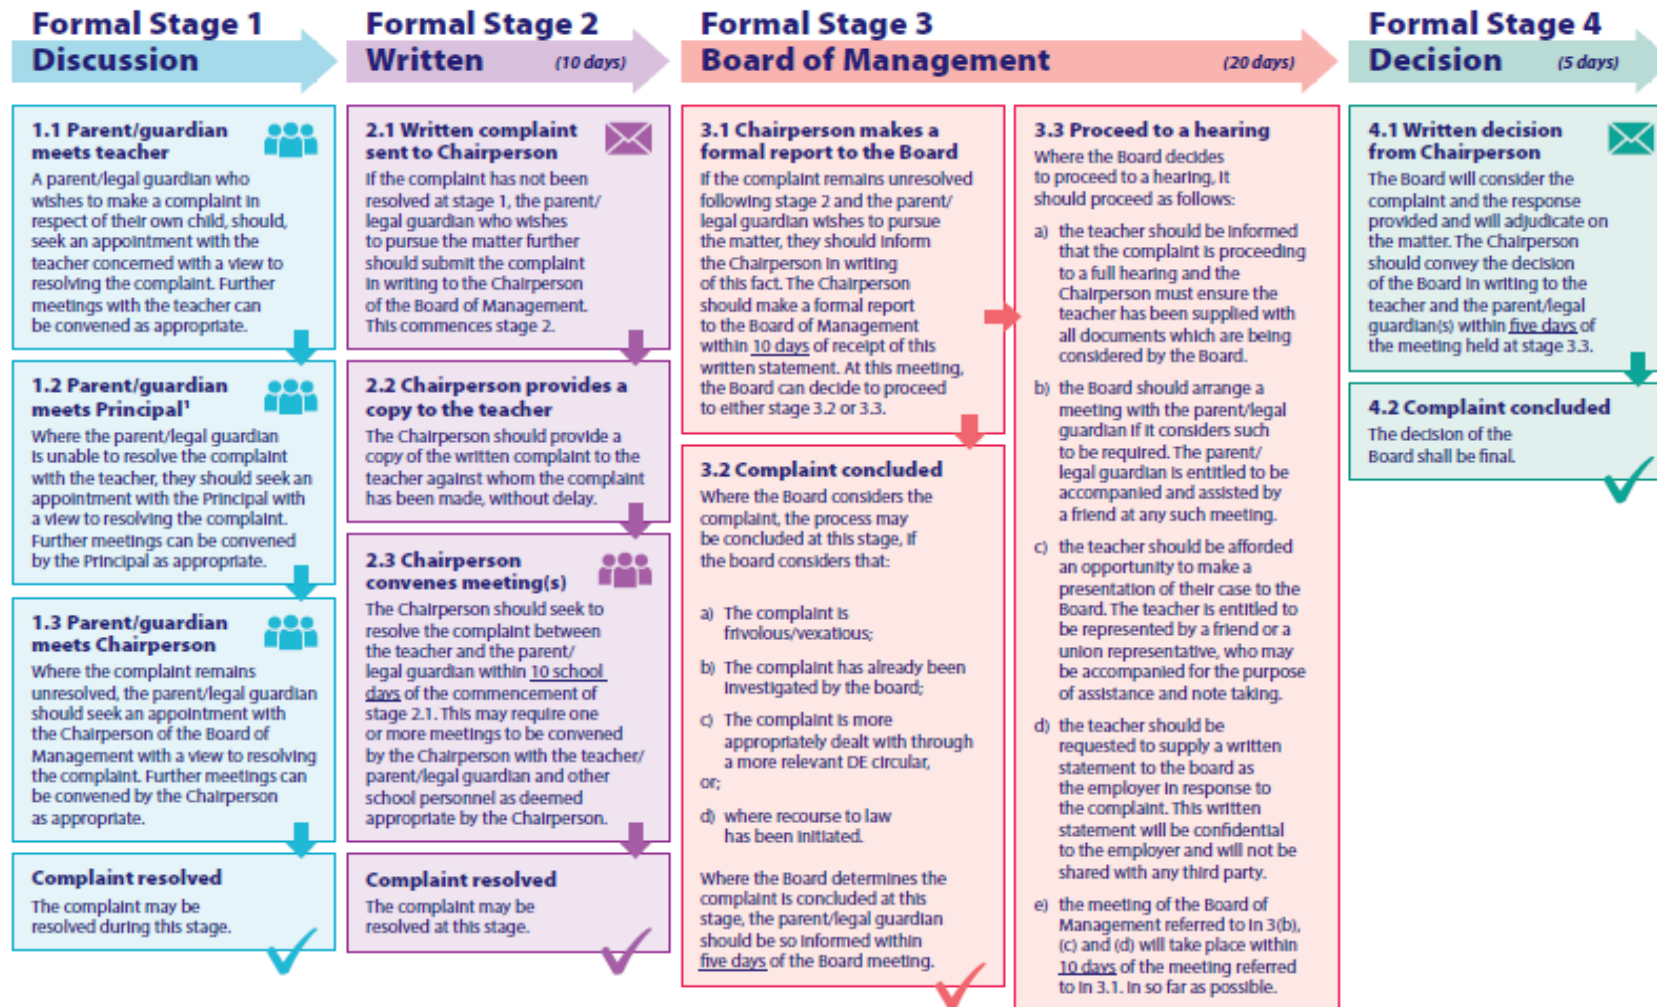 Formal Stage 1
Discussion
1.1 Parent/guardian
meets teacher
A parent/legal guardian who
wishes to make a complaint in
respect of their own child, should,
seek an appointment with the
teacher concerned with a view to
resolving the complaint. Further
meetings with the teacher can
be convened as appropriate.
1.2 Parent/guardian
meets Principal¹
Where the parent/legal guardian
is unable to resolve the complaint
with the teacher, they should seek an
appointment with the Principal with
a view to resolving the complaint.
Further meetings can be convened
by the Principal as appropriate.
1.3 Parent/guardian
meets Chairperson
Where the complaint remains
unresolved, the parent/legal guardian
should seek an appointment with
the Chairperson of the Board of
Management with a view to resolving
the complaint. Further meetings can
be convened by the Chairperson
as appropriate.
Complaint resolved
The complaint may be
resolved during this stage.
Formal Stage 2
Written (10 days)
2.1 Written complaint
sent to Chairperson
If the complaint has not been
resolved at stage 1, the parent/
legal guardian who wishes
to pursue the matter further
should submit the complaint
in writing to the Chairperson
of the Board of Management.
This commences stage 2.
2.2 Chairperson provides a
copy to the teacher
The Chairperson should provide a
copy of the written complaint to the
teacher against whom the complaint
has been made, without delay.
2.3 Chairperson
convenes meeting(s)
The Chairperson should seek to
resolve the complaint between
the teacher and the parent/
legal guardian within 10 school
days of the commencement of
stage 2.1. This may require one
or more meetings to be convened
by the Chairperson with the teacher/
parent/legal guardian and other
school personnel as deemed
appropriate by the Chairperson.
Complaint resolved
The complaint may be
resolved at this stage.
Formal Stage 3
Board of Management (20 days)
3.1 Chairperson makes a
formal report to the Board
If the complaint remains unresolved
following stage 2 and the parent/
legal guardian wishes to pursue
the matter, they should inform
the Chairperson in writing
of this fact. The Chairperson
should make a formal report
to the Board of Management
within 10 days of receipt of this
written statement. At this meeting,
the Board can decide to proceed
to either stage 3.2 or 3.3.
3.2 Complaint concluded
Where the Board considers the
complaint, the process may
be concluded at this stage, if
the board considers that:
a) The complaint is
frivolous/vexatious;
b) The complaint has already been
investigated by the board;
c) The complaint is more
appropriately dealt with through
a more relevant DE circular,
or;
d) where recourse to law
has been initiated.
Where the Board determines the
complaint is concluded at this
stage, the parent/legal guardian
should be so informed within
five days of the Board meeting.
3.3 Proceed to a hearing
Where the Board decides
to proceed to a hearing, it
should proceed as follows:
a) the teacher should be informed
that the complaint is proceeding
to a full hearing and the
Chairperson must ensure the
teacher has been supplied with
all documents which are being
considered by the Board.
b) the Board should arrange a
meeting with the parent/legal
guardian if it considers such
to be required. The parent/
legal guardian is entitled to be
accompanied and assisted by
a friend at any such meeting.
c) the teacher should be afforded
an opportunity to make a
presentation of their case to the
Board. The teacher is entitled to
be represented by a friend or a
union representative, who may
be accompanied for the purpose
of assistance and note taking.
d) the teacher should be
requested to supply a written
statement to the board as
the employer in response to
the complaint. This written
statement will be confidential
to the employer and will not be
shared with any third party.
e) the meeting of the Board of
Management referred to in 3(b),
(c) and (d) will take place within
10 days of the meeting referred
to in 3.1. in so far as possible.
Formal Stage 4
Decision (5 days)
4.1 Written decision
from Chairperson
The Board will consider the
complaint and the response
provided and will adjudicate on
the matter. The Chairperson
should convey the decision
of the Board in writing to the
teacher and the parent/legal
guardian(s) within five days of
the meeting held at stage 3.3.
4.2 Complaint concluded
The decision of the
Board shall be final.